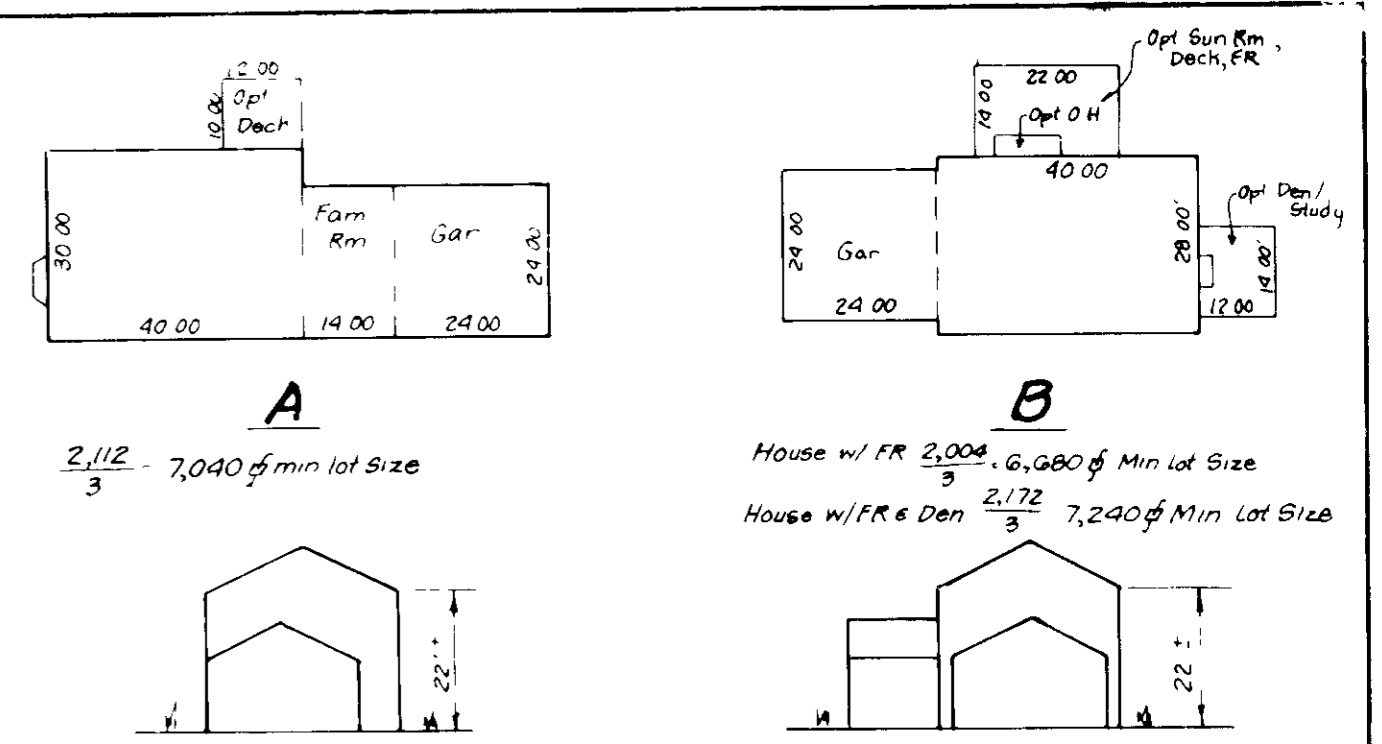 12 00
Opt
Deck
10 00
30 00
Fam
Rm
Gar
24 00
40 00
14 00
24 00
A
2,112
3
- 7,040 ⌀ min lot Size
22' ±
Opt Sun Rm,
Deck, FR
22 00
14 00
Opt O H
40 00
Opt Den/
Study
24 00
Gar
28 00'
14 00'
24 00
12 00
B
House w/ FR 2,004
3
. 6,680 ⌀ Min Lot Size
House w/FR & Den 2,172
3
7,240 ⌀ Min Lot Size
22 ±